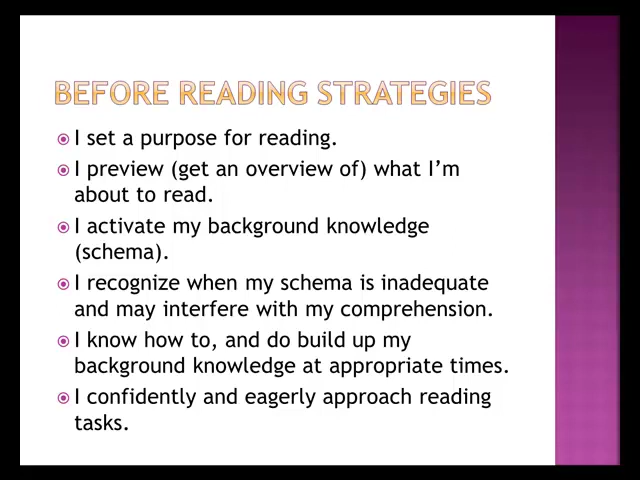 BEFORE READING STRATEGIES
I set a purpose for reading.
I preview (get an overview of) what I'm
about to read.
I activate my background knowledge
(schema).
I recognize when my schema is inadequate
and may interfere with my comprehension.
I know how to, and do build up my
background knowledge at appropriate times.
I confidently and eagerly approach reading
tasks.